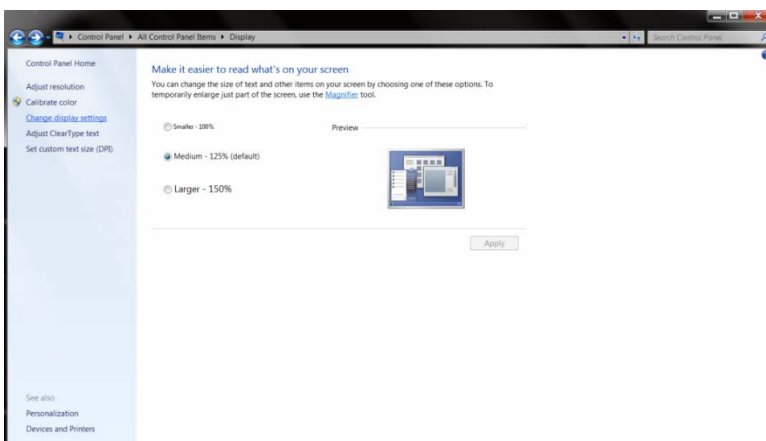 Control Panel ▸ All Control Panel Items ▸ Display
Search Control Panel
Control Panel Home
Adjust resolution
Calibrate color
Change display settings
Adjust ClearType text
Set custom text size (DPI)
Make it easier to read what's on your screen
You can change the size of text and other items on your screen by choosing one of these options. To
temporarily enlarge just part of the screen, use the Magnifier tool.
Smaller - 100%
Preview
Medium - 125% (default)
Larger - 150%
Apply
See also
Personalization
Devices and Printers